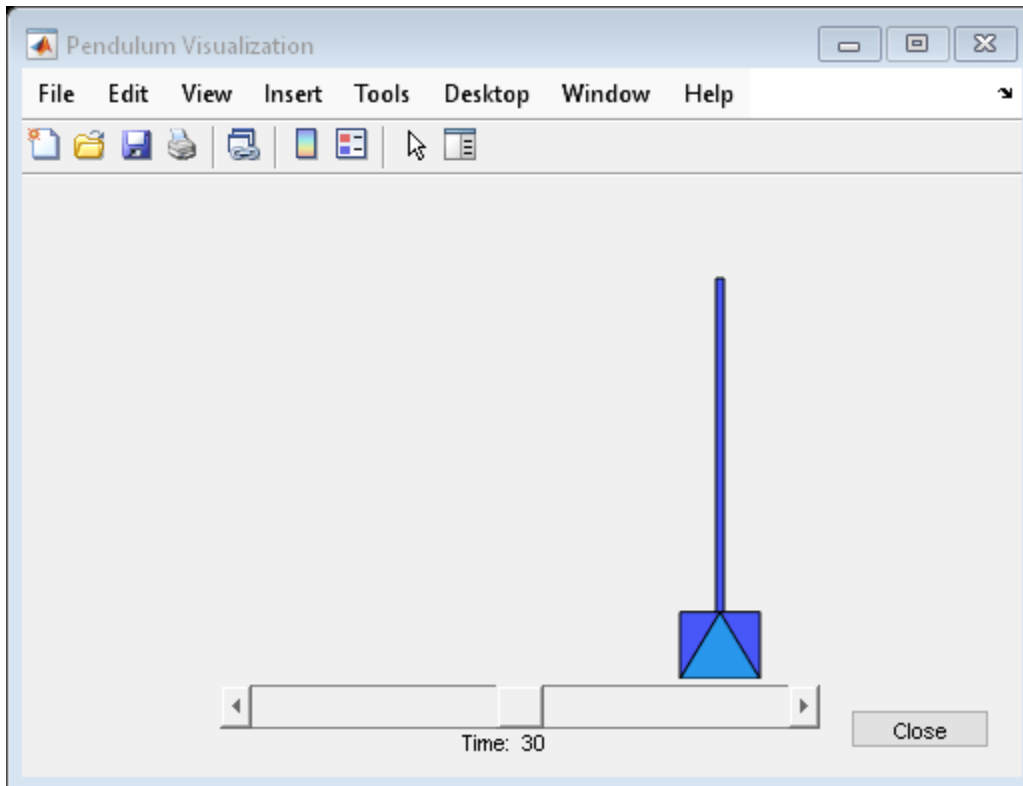 Pendulum Visualization
File Edit View Insert Tools Desktop Window Help
Time: 30
Close